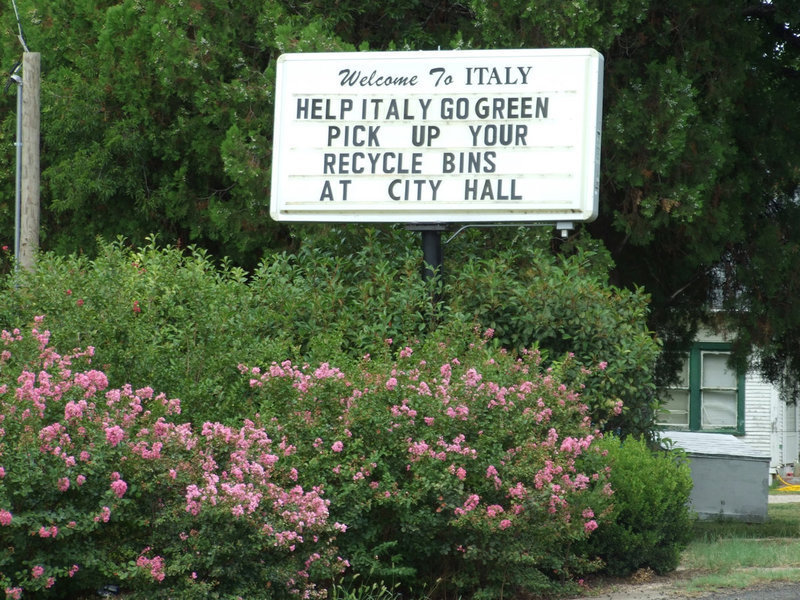 Welcome To ITALY
HELP ITALY GO GREEN
PICK UP YOUR
RECYCLE BINS
AT CITY HALL